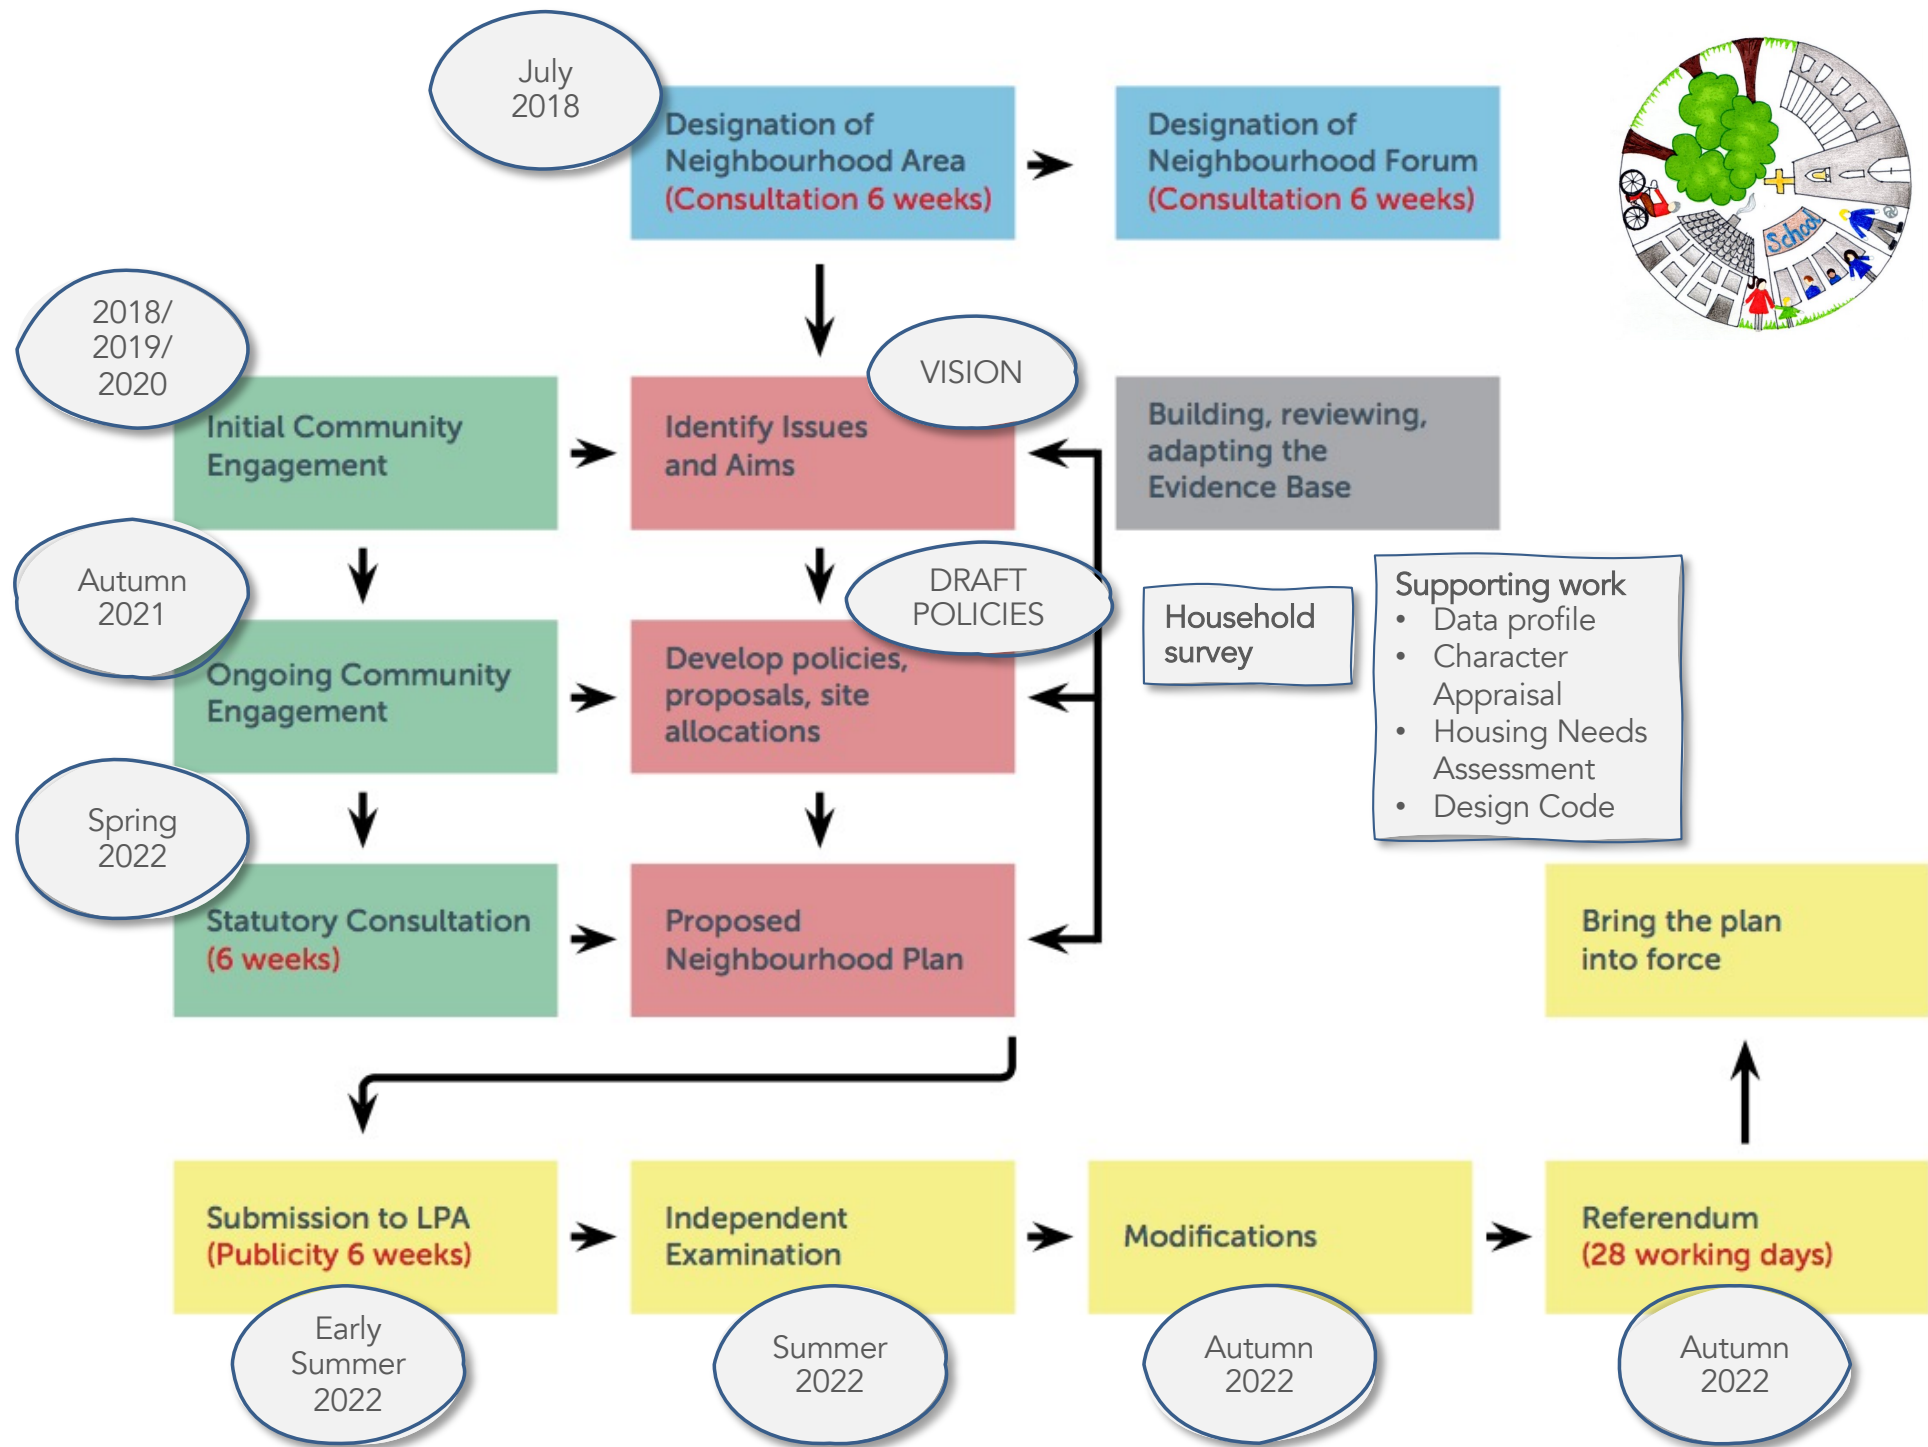 July
2018
Designation of
Neighbourhood Area
(Consultation 6 weeks)
Designation of
Neighbourhood Forum
(Consultation 6 weeks)
School
2018/
2019/
2020
Initial Community
Engagement
VISION
Identify Issues
and Aims
Building, reviewing,
adapting the
Evidence Base
Autumn
2021
Ongoing Community
Engagement
DRAFT
POLICIES
Develop policies,
proposals, site
allocations
Household
survey
Supporting work
• Data profile
• Character
Appraisal
• Housing Needs
Assessment
• Design Code
Spring
2022
Statutory Consultation
(6 weeks)
Proposed
Neighbourhood Plan
Bring the plan
into force
Submission to LPA
(Publicity 6 weeks)
Early
Summer
2022
Independent
Examination
Summer
2022
Modifications
Autumn
2022
Referendum
(28 working days)
Autumn
2022